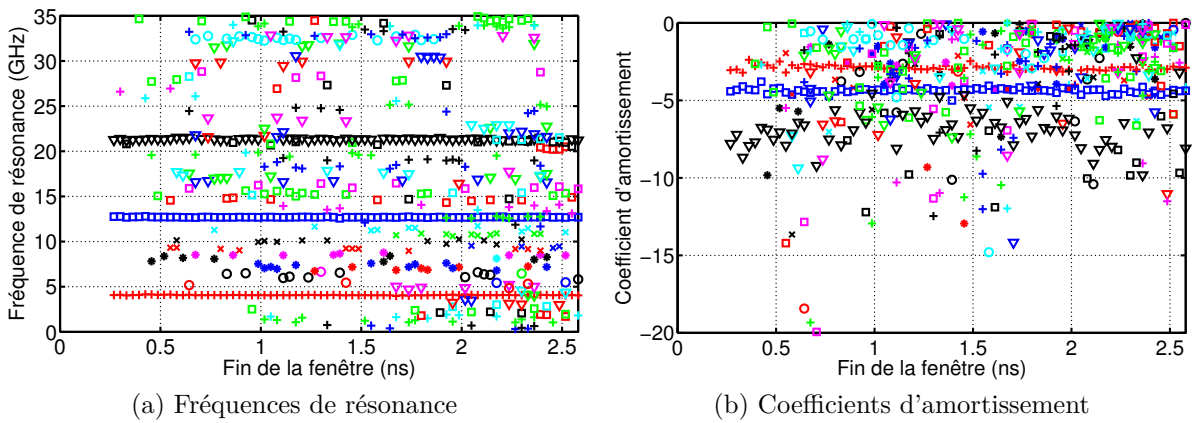 35
30
25
20
15
10
5
0
Fréquence de résonance (GHz)
0 0.5 1 1.5 2 2.5
Fin de la fenêtre (ns)
(a) Fréquences de résonance
0
−5
−10
−15
−20
Coefficient d'amortissement
0 0.5 1 1.5 2 2.5
Fin de la fenêtre (ns)
(b) Coefficients d'amortissement